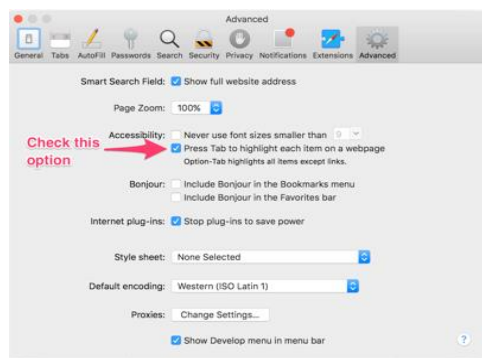 Advanced
General Tabs AutoFill Passwords Search Security Privacy Notifications Extensions Advanced
Smart Search Field: Show full website address
Page Zoom: 100%
Accessibility: Never use font sizes smaller than 9
Press Tab to highlight each item on a webpage
Option-Tab highlights all items except links.
Check this
option
Bonjour: Include Bonjour in the Bookmarks menu
Include Bonjour in the Favorites bar
Internet plug-ins: Stop plug-ins to save power
Style sheet: None Selected
Default encoding: Western (ISO Latin 1)
Proxies: Change Settings...
Show Develop menu in menu bar
?